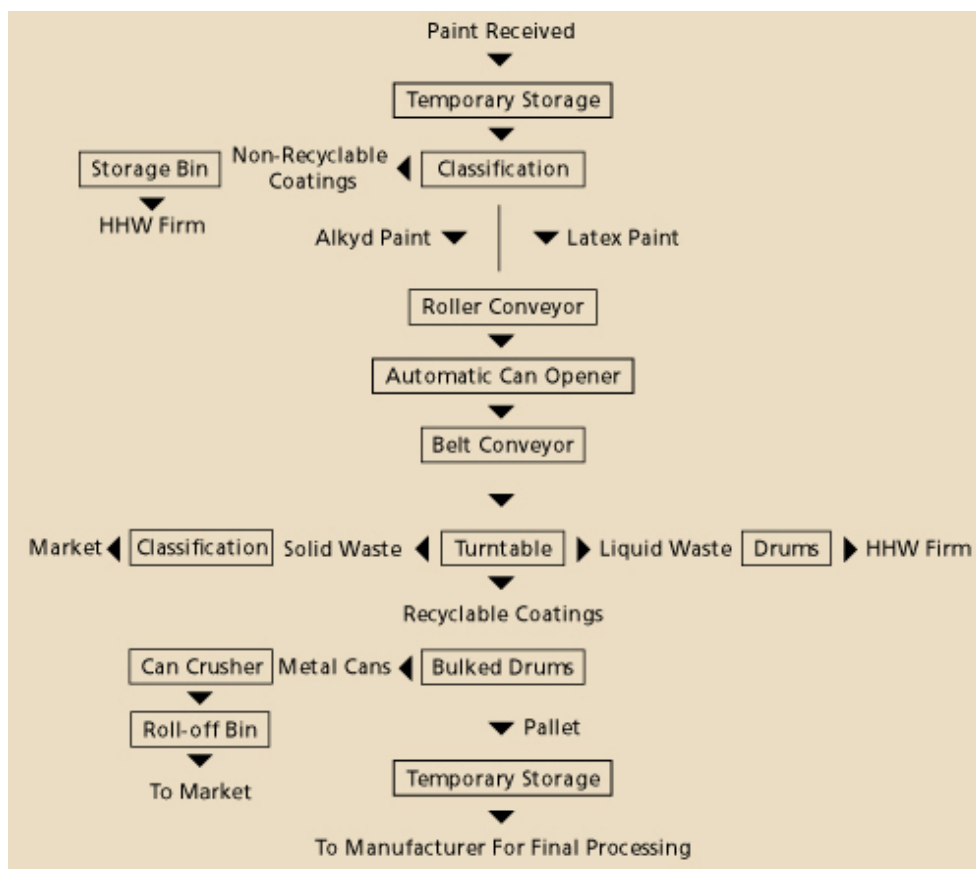 Paint Received
Temporary Storage
Storage Bin
Non-Recyclable
Coatings
Classification
HHW Firm
Alkyd Paint
Latex Paint
Roller Conveyor
Automatic Can Opener
Belt Conveyor
Market
Classification
Solid Waste
Turntable
Liquid Waste
Drums
HHW Firm
Recyclable Coatings
Can Crusher
Metal Cans
Bulked Drums
Roll-off Bin
Pallet
To Market
Temporary Storage
To Manufacturer For Final Processing